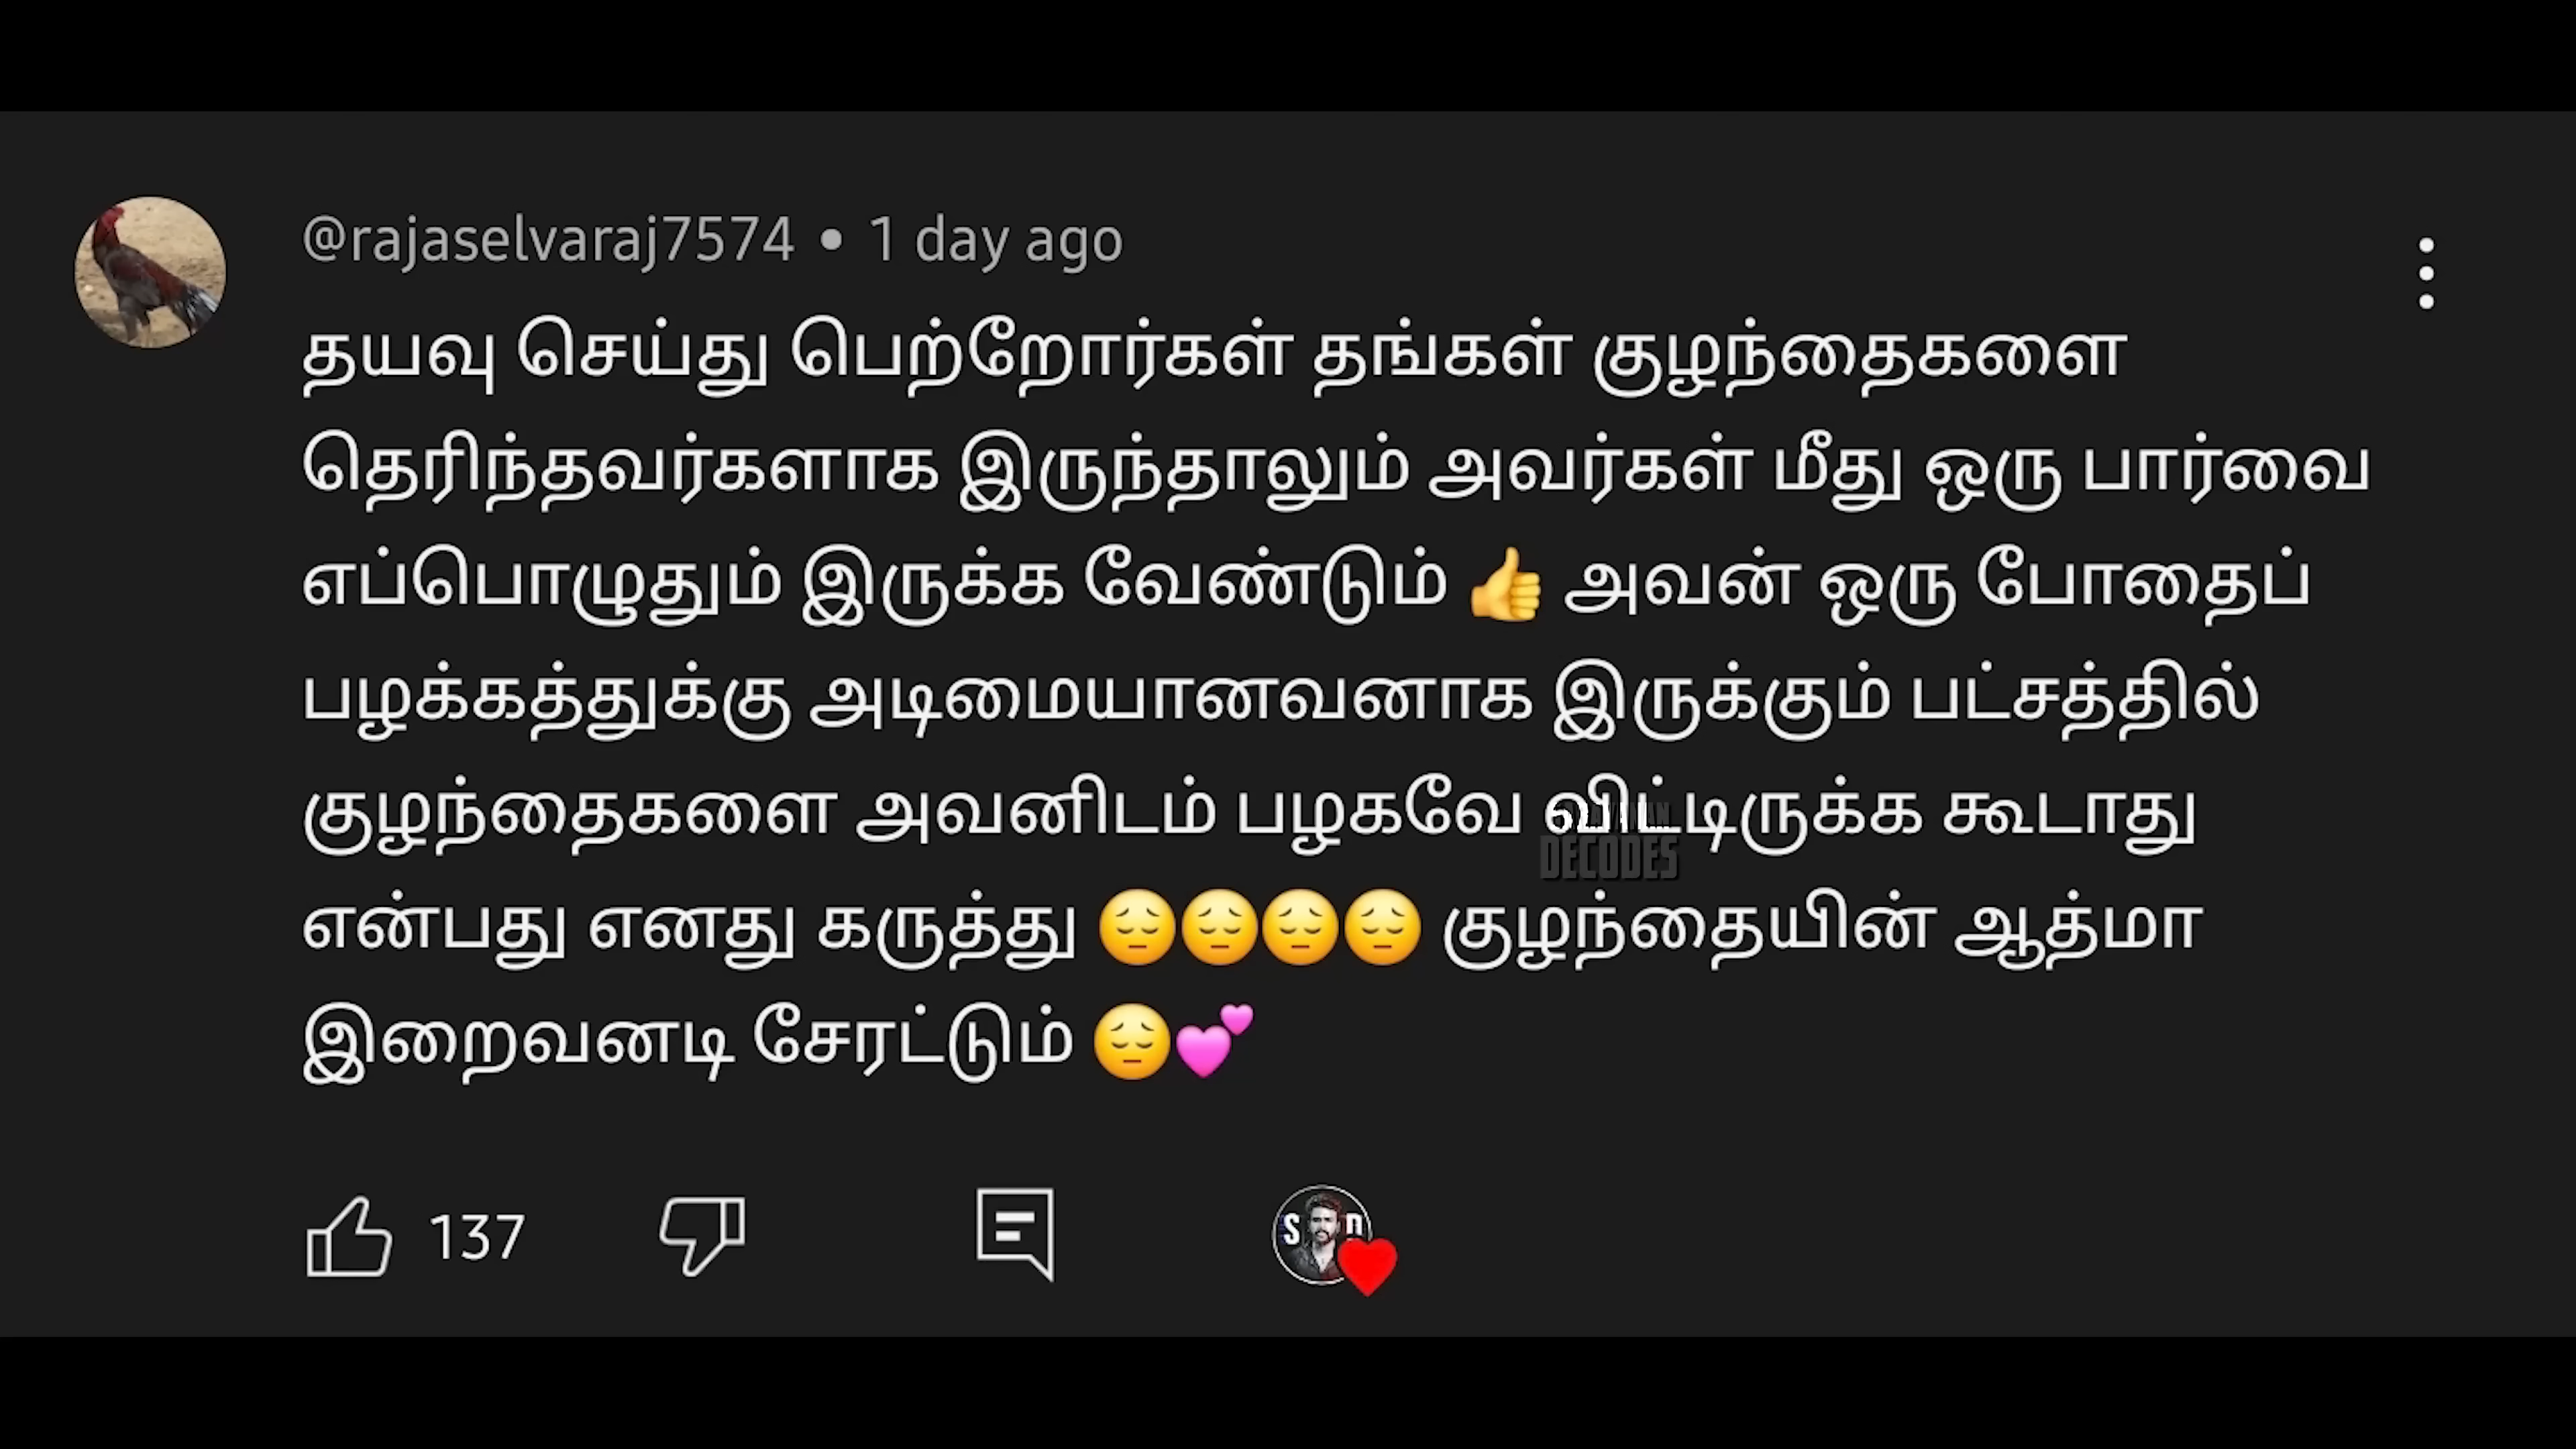 @rajaselvaraj7574 • 1 day ago
தயவு செய்து பெற்றோர்கள் தங்கள் குழந்தைகளை
தெரிந்தவர்களாக இருந்தாலும் அவர்கள் மீது ஒரு பார்வை
எப்பொழுதும் இருக்க வேண்டும் 👍 அவன் ஒரு போதைப்
பழக்கத்துக்கு அடிமையானவனாக இருக்கும் பட்சத்தில்
குழந்தைகளை அவனிடம் பழகவே விட்டிருக்க கூடாது
DECODES
என்பது எனது கருத்து 😔😔😔😔 குழந்தையின் ஆத்மா
இறைவனடி சேரட்டும் 😔💕
137
S D